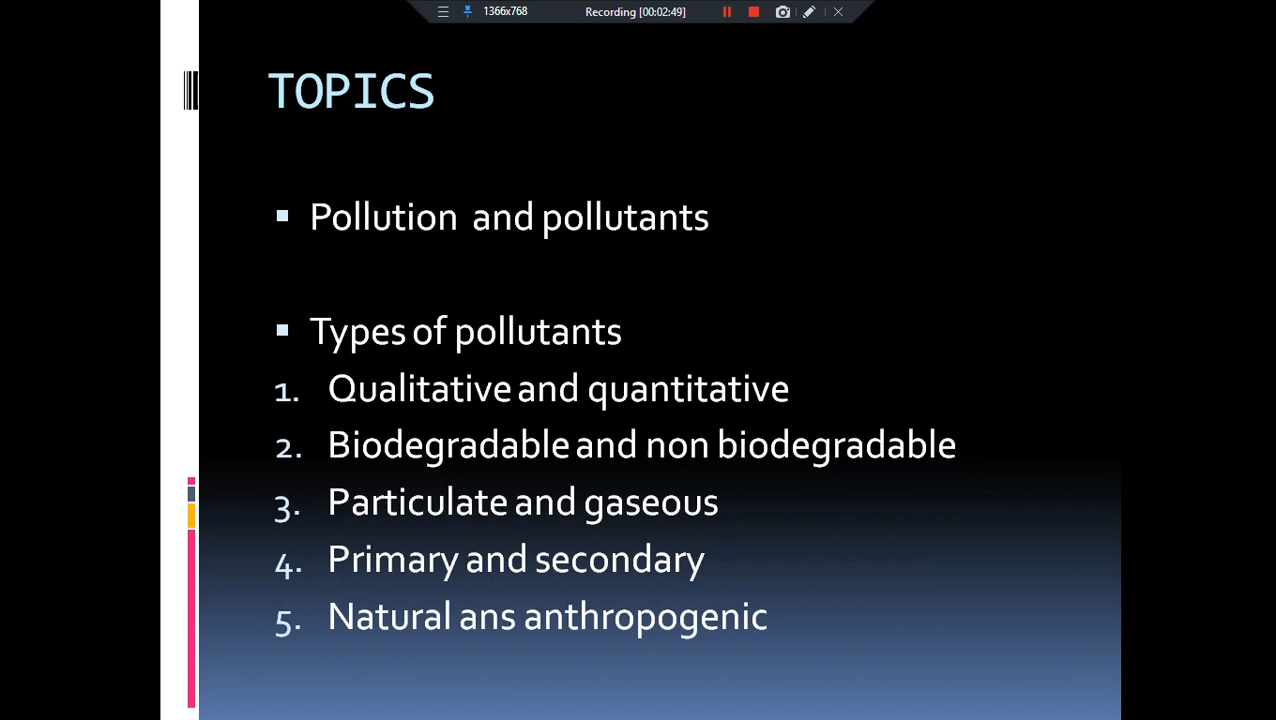 1366x768 Recording [00:02:49]
TOPICS
Pollution and pollutants
Types of pollutants
1. Qualitative and quantitative
2. Biodegradable and non biodegradable
3. Particulate and gaseous
4. Primary and secondary
5. Natural ans anthropogenic